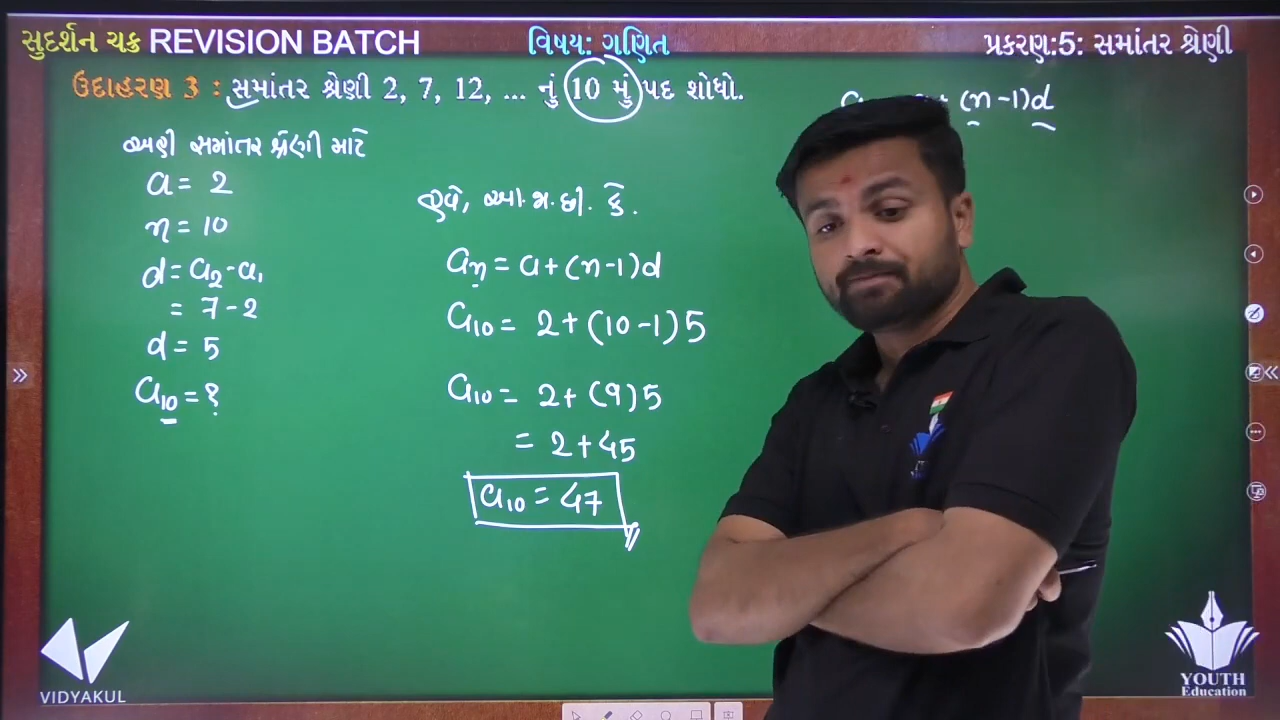 સુદર્શન ચક્ર REVISION BATCH
વિષય: ગણિત
પ્રકરણ:5: સમાંતર શ્રેણી
ઉદાહરણ 3 : સમાંતર શ્રેણી 2, 7, 12, ... નું 10 મું પદ શોધો.
(n-1)d
અહી સમાંતર શ્રેણી માટે
a = 2
n = 10
d = a₂-a₁
= 7-2
d = 5
a₁₀ = ?
હવે, આ.જા.છી. કે.
aₙ = a+(n-1)d
a₁₀ = 2+(10-1)5
a₁₀ = 2+(9)5
= 2+45
a₁₀ = 47
VIDYAKUL
YOUTH
Education